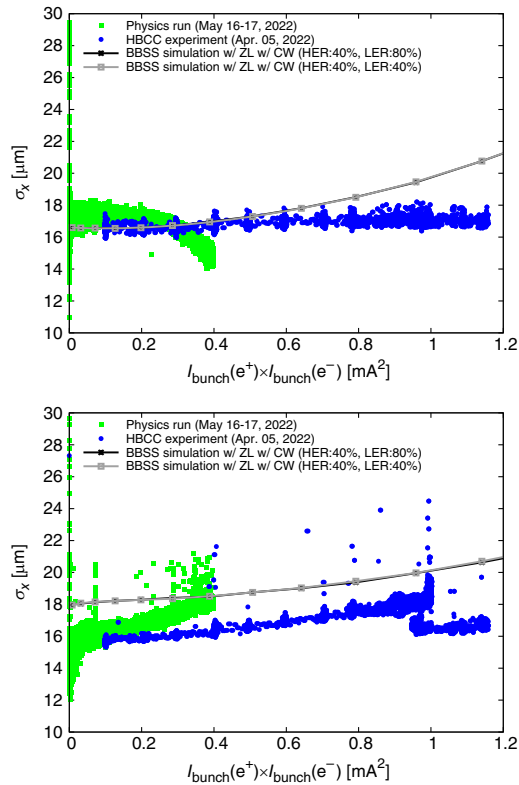 Physics run (May 16-17, 2022)
HBCC experiment (Apr. 05, 2022)
BBSS simulation w/ ZL w/ CW (HER:40%, LER:80%)
BBSS simulation w/ ZL w/ CW (HER:40%, LER:40%)
30
28
26
24
22
20
18
16
14
12
10
σx [μm]
0 0.2 0.4 0.6 0.8 1 1.2
Ibunch(e+)×Ibunch(e-) [mA2]
Physics run (May 16-17, 2022)
HBCC experiment (Apr. 05, 2022)
BBSS simulation w/ ZL w/ CW (HER:40%, LER:80%)
BBSS simulation w/ ZL w/ CW (HER:40%, LER:40%)
30
28
26
24
22
20
18
16
14
12
10
σx [μm]
0 0.2 0.4 0.6 0.8 1 1.2
Ibunch(e+)×Ibunch(e-) [mA2]